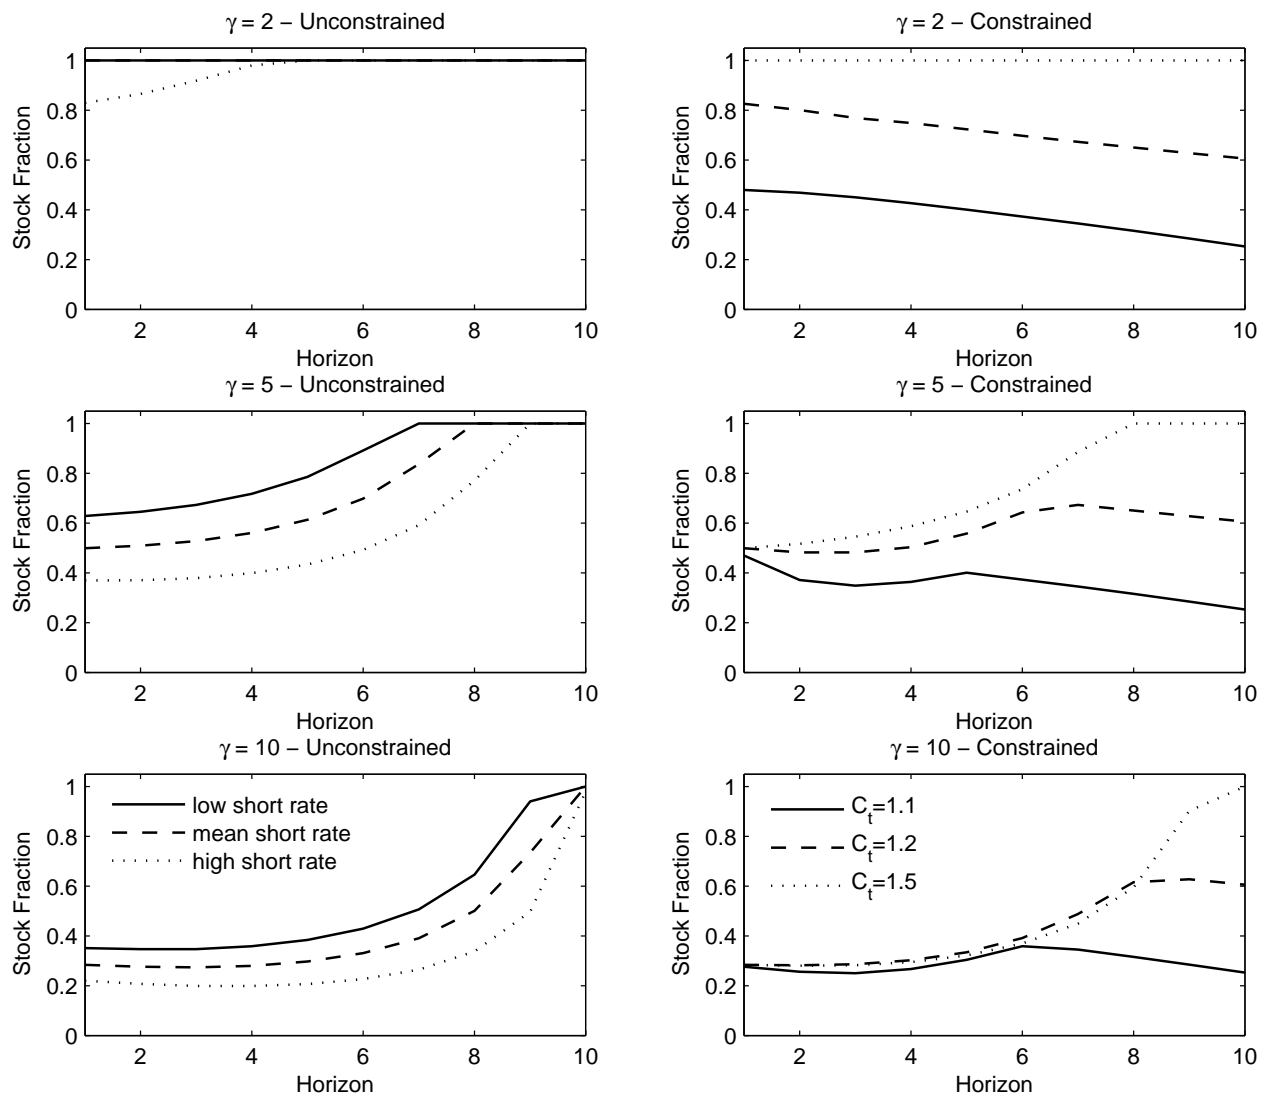 γ = 2 − Unconstrained
1
0.8
0.6
0.4
0.2
0
Stock Fraction
2 4 6 8 10
Horizon
γ = 2 − Constrained
1
0.8
0.6
0.4
0.2
0
Stock Fraction
2 4 6 8 10
Horizon
γ = 5 − Unconstrained
1
0.8
0.6
0.4
0.2
0
Stock Fraction
2 4 6 8 10
Horizon
γ = 5 − Constrained
1
0.8
0.6
0.4
0.2
0
Stock Fraction
2 4 6 8 10
Horizon
γ = 10 − Unconstrained
1
0.8
0.6
0.4
0.2
0
Stock Fraction
low short rate
mean short rate
high short rate
2 4 6 8 10
Horizon
γ = 10 − Constrained
1
0.8
0.6
0.4
0.2
0
Stock Fraction
C_t=1.1
C_t=1.2
C_t=1.5
2 4 6 8 10
Horizon